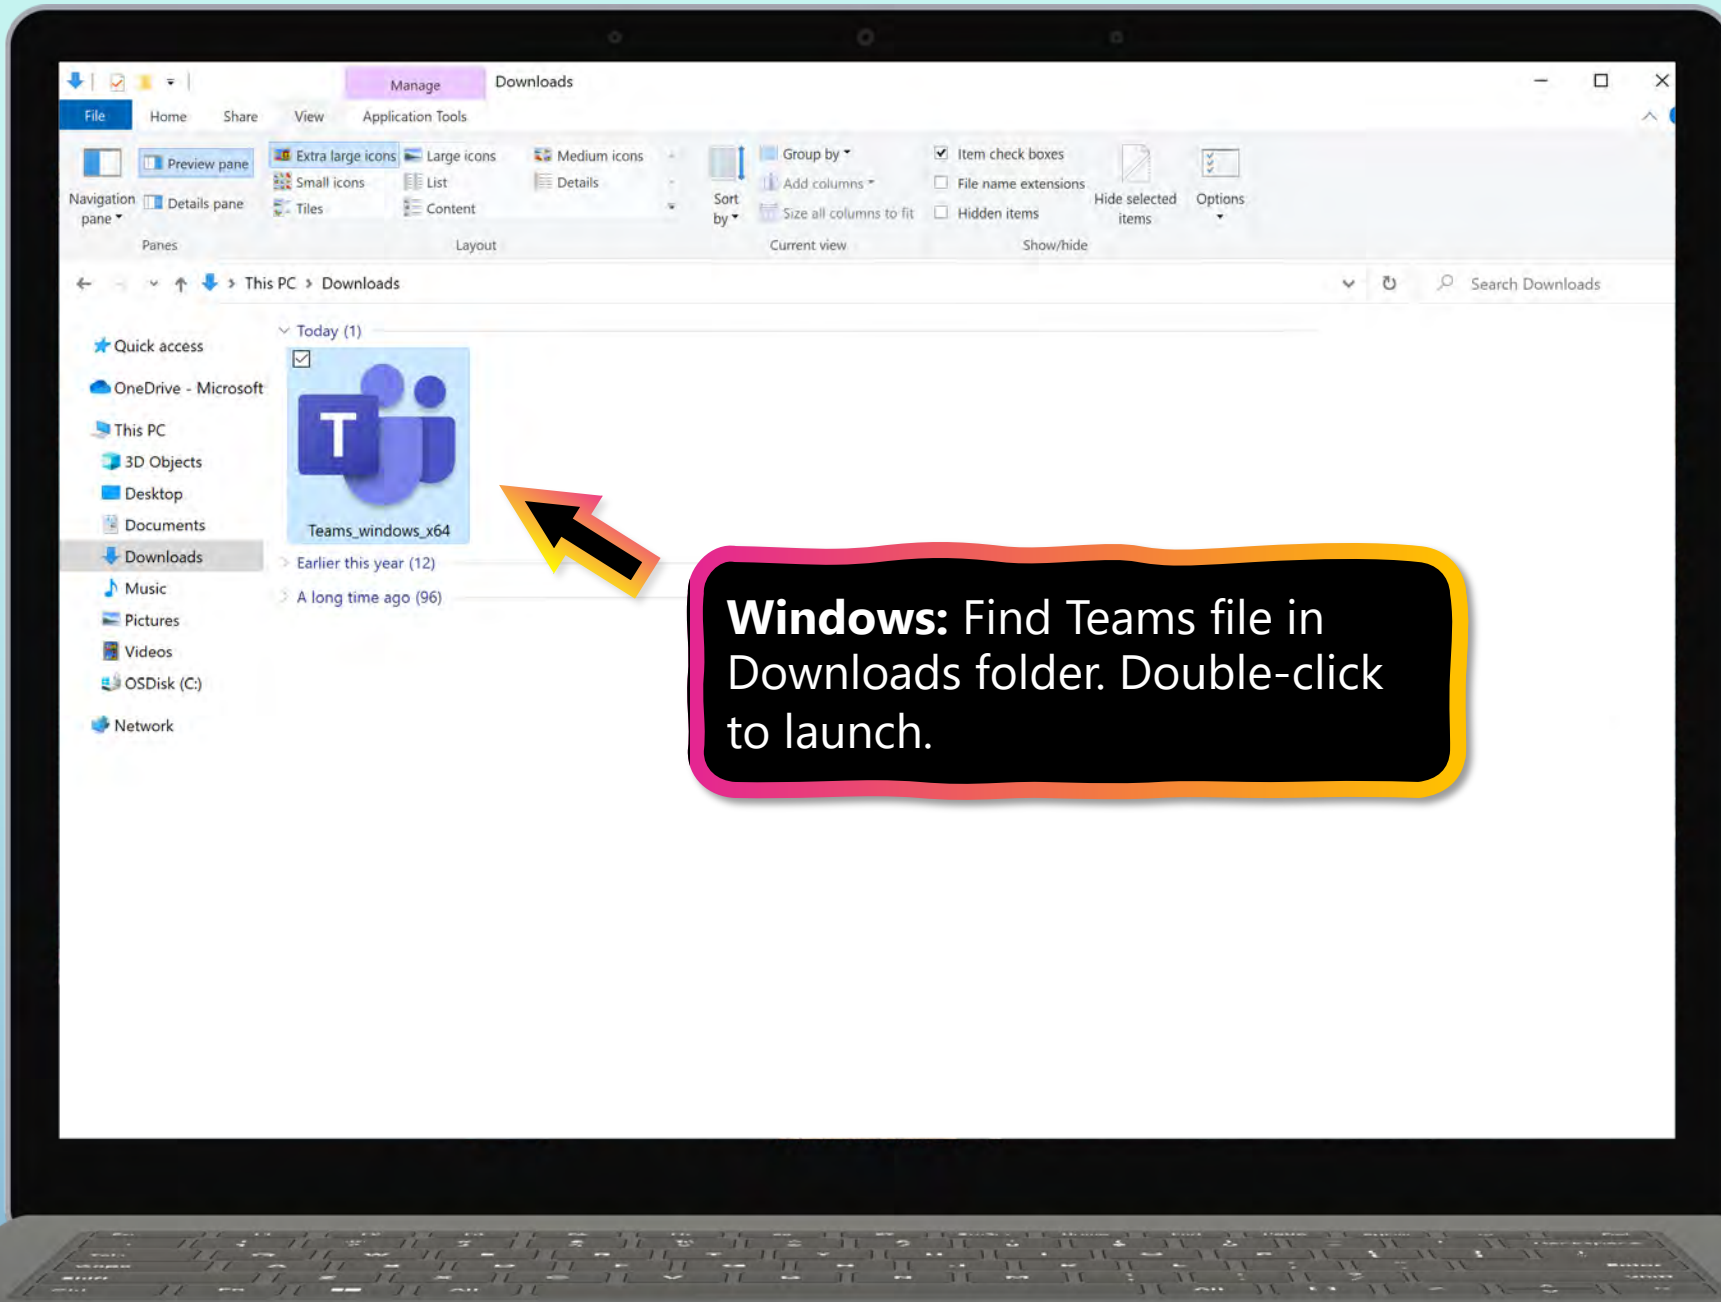 Manage Downloads
File Home Share View Application Tools
Navigation pane
Preview pane
Details pane
Panes
Extra large icons Large icons Medium icons
Small icons List Details
Tiles Content
Layout
Sort by
Group by
Add columns
Size all columns to fit
Current view
Item check boxes
File name extensions
Hidden items
Hide selected items
Options
Show/hide
This PC > Downloads
Search Downloads
Quick access
OneDrive - Microsoft
This PC
3D Objects
Desktop
Documents
Downloads
Music
Pictures
Videos
OSDisk (C:)
Network
Today (1)
T
Teams_windows_x64
Earlier this year (12)
A long time ago (96)
Windows: Find Teams file in
Downloads folder. Double-click
to launch.